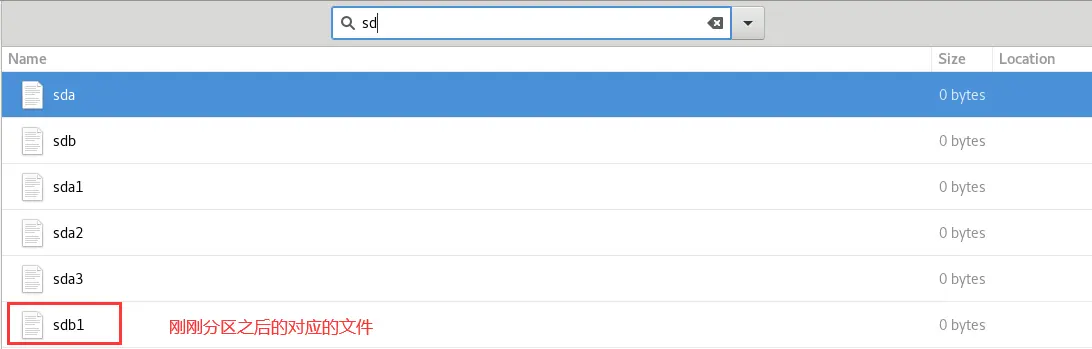 sd
Name Size Location
sda 0 bytes
sdb 0 bytes
sda1 0 bytes
sda2 0 bytes
sda3 0 bytes
sdb1 刚刚分区之后的对应的文件 0 bytes